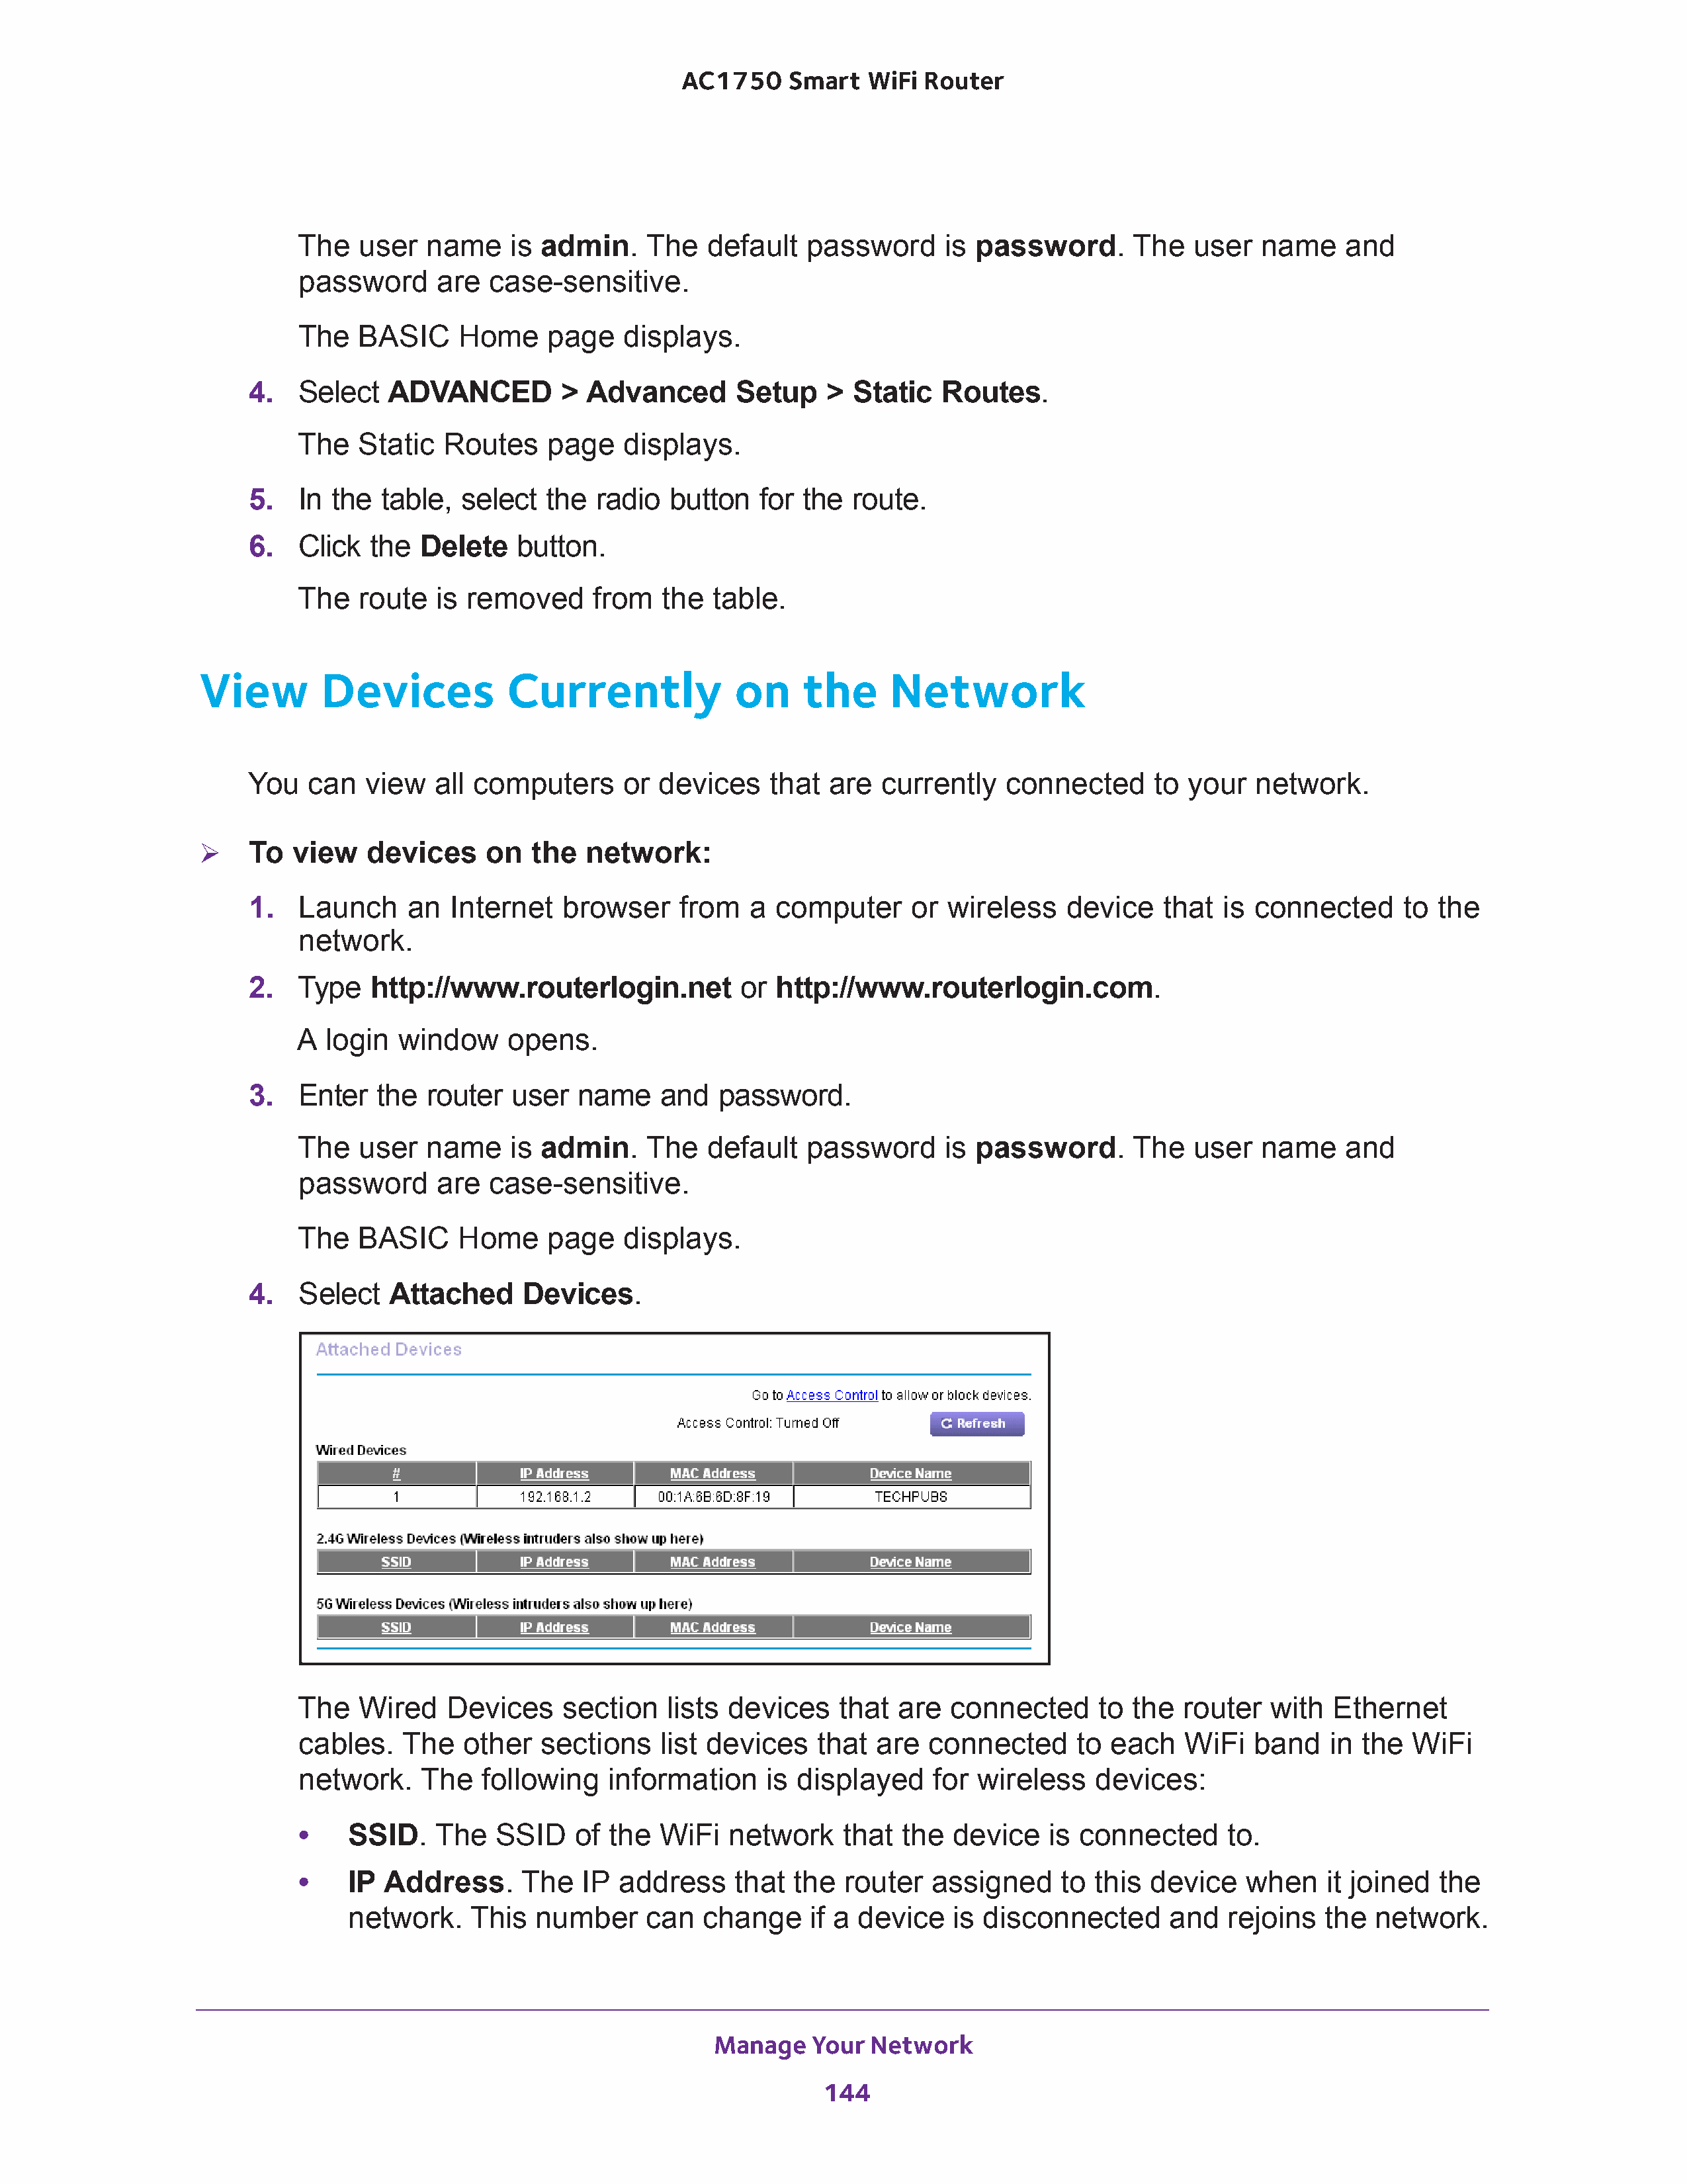 AC1750 Smart WiFi Router
The user name is admin. The default password is password. The user name and
password are case-sensitive.
The BASIC Home page displays.
4. Select ADVANCED > Advanced Setup > Static Routes.
The Static Routes page displays.
5. In the table, select the radio button for the route.
6. Click the Delete button.
The route is removed from the table.
View Devices Currently on the Network
You can view all computers or devices that are currently connected to your network.
➢ To view devices on the network:
1. Launch an Internet browser from a computer or wireless device that is connected to the
network.
2. Type http://www.routerlogin.net or http://www.routerlogin.com.
A login window opens.
3. Enter the router user name and password.
The user name is admin. The default password is password. The user name and
password are case-sensitive.
The BASIC Home page displays.
4. Select Attached Devices.
Attached Devices
Go to Access Control to allow or block devices.
Access Control: Turned Off Refresh
Wired Devices
# IP Address MAC Address Device Name
1 192.168.1.2 00:1A:6B:6D:8F:19 TECHPUBS
2.4G Wireless Devices (Wireless intruders also show up here)
SSID IP Address MAC Address Device Name
5G Wireless Devices (Wireless intruders also show up here)
SSID IP Address MAC Address Device Name
The Wired Devices section lists devices that are connected to the router with Ethernet
cables. The other sections list devices that are connected to each WiFi band in the WiFi
network. The following information is displayed for wireless devices:
• SSID. The SSID of the WiFi network that the device is connected to.
• IP Address. The IP address that the router assigned to this device when it joined the
network. This number can change if a device is disconnected and rejoins the network.
Manage Your Network
144